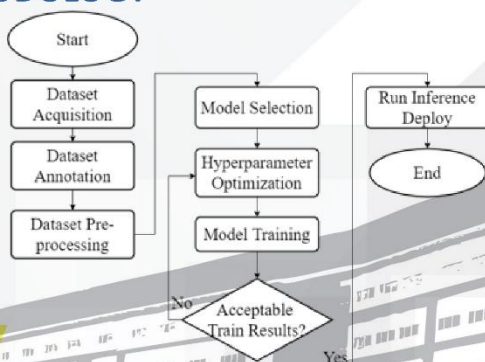 Start
Dataset
Acquisition
Dataset
Annotation
Dataset Pre-
processing
Model Selection
Hyperparameter
Optimization
Model Training
No
Acceptable
Train Results?
Yes
Run Inference
Deploy
End